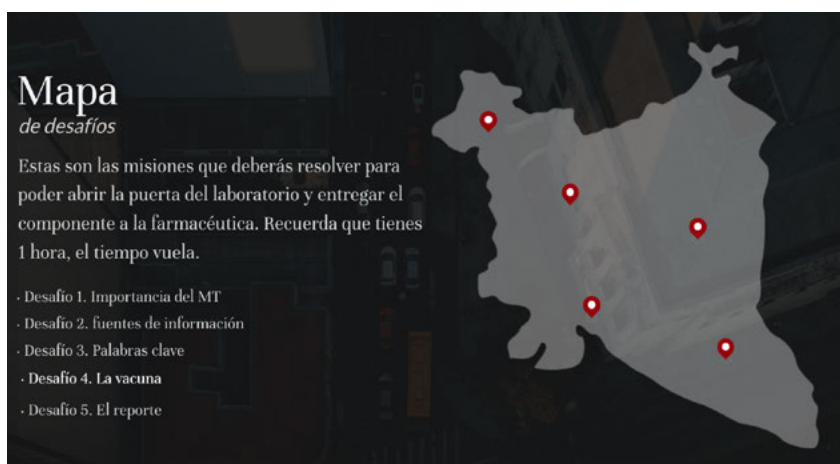 Mapa
de desafíos
Estas son las misiones que deberás resolver para
poder abrir la puerta del laboratorio y entregar el
componente a la farmacéutica. Recuerda que tienes
1 hora, el tiempo vuela.
· Desafío 1. Importancia del MT
· Desafío 2. fuentes de información
· Desafío 3. Palabras clave
· Desafío 4. La vacuna
· Desafío 5. El reporte